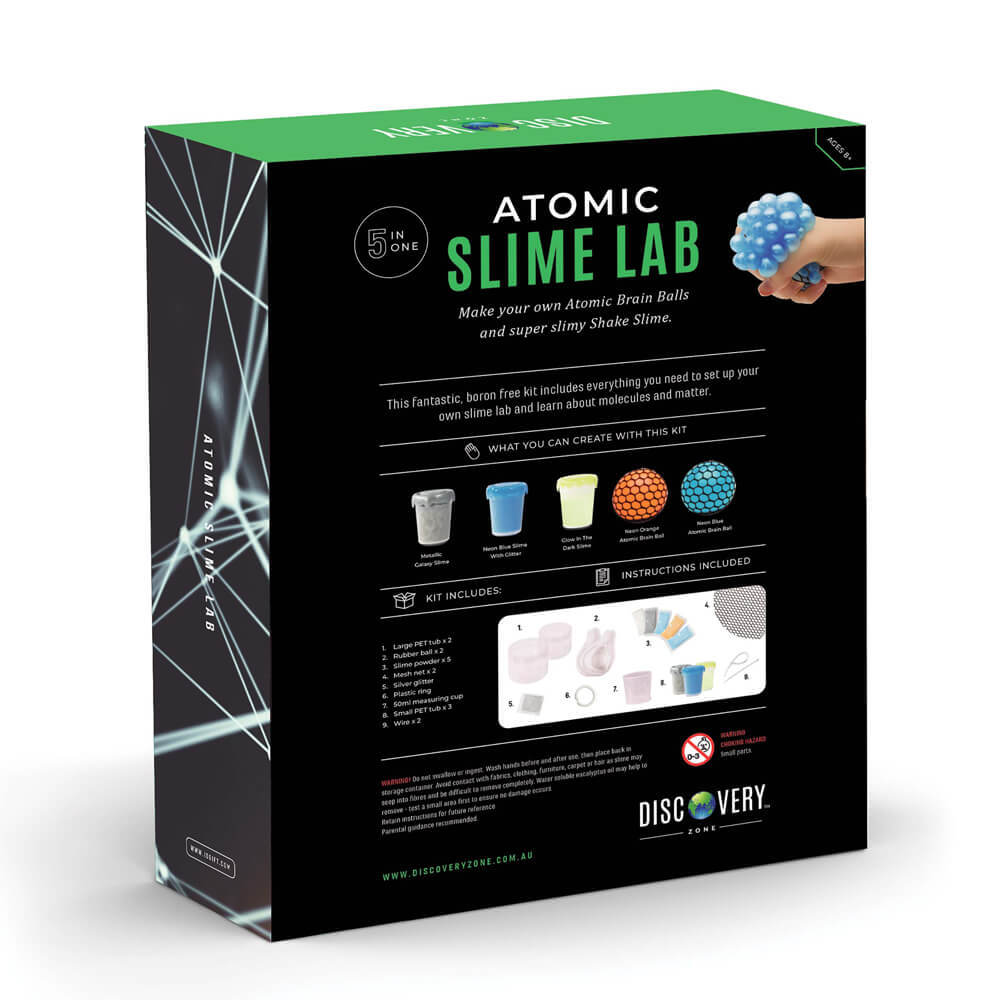 DISCOVERY
ZONE
AGES 8+
5 IN ONE
ATOMIC
SLIME LAB
Make your own Atomic Brain Balls
and super slimy Shake Slime.
This fantastic, boron free kit includes everything you need to set up your
own slime lab and learn about molecules and matter.
WHAT YOU CAN CREATE WITH THIS KIT
Metallic
Galaxy Slime
Neon Blue Slime
With Glitter
Glow In The
Dark Slime
Neon Orange
Atomic Brain Ball
Neon Blue
Atomic Brain Ball
KIT INCLUDES:
INSTRUCTIONS INCLUDED
1. Large PET tub x 2
2. Rubber ball x 2
3. Slime powder x 5
4. Mesh net x 2
5. Silver glitter
6. Plastic ring
7. 50ml measuring cup
8. Small PET tub x 3
9. Wire x 2
1.
2.
3.
4.
5.
6.
7.
8.
9.
WARNING! Do not swallow or ingest. Wash hands before and after use, then place back in
storage container. Avoid contact with fabrics, clothing, furniture, carpet or hair as slime may
seep into fibres and be difficult to remove completely. Water soluble eucalyptus oil may help to
remove - test a small area first to ensure no damage occurs.
Retain instructions for future reference
Parental guidance recommended.
0-3
WARNING
CHOKING HAZARD
Small parts
DISCOVERY
ZONE
WWW.DISCOVERYZONE.COM.AU
ATOMIC SLIME LAB
WWW.ISGIFT.COM